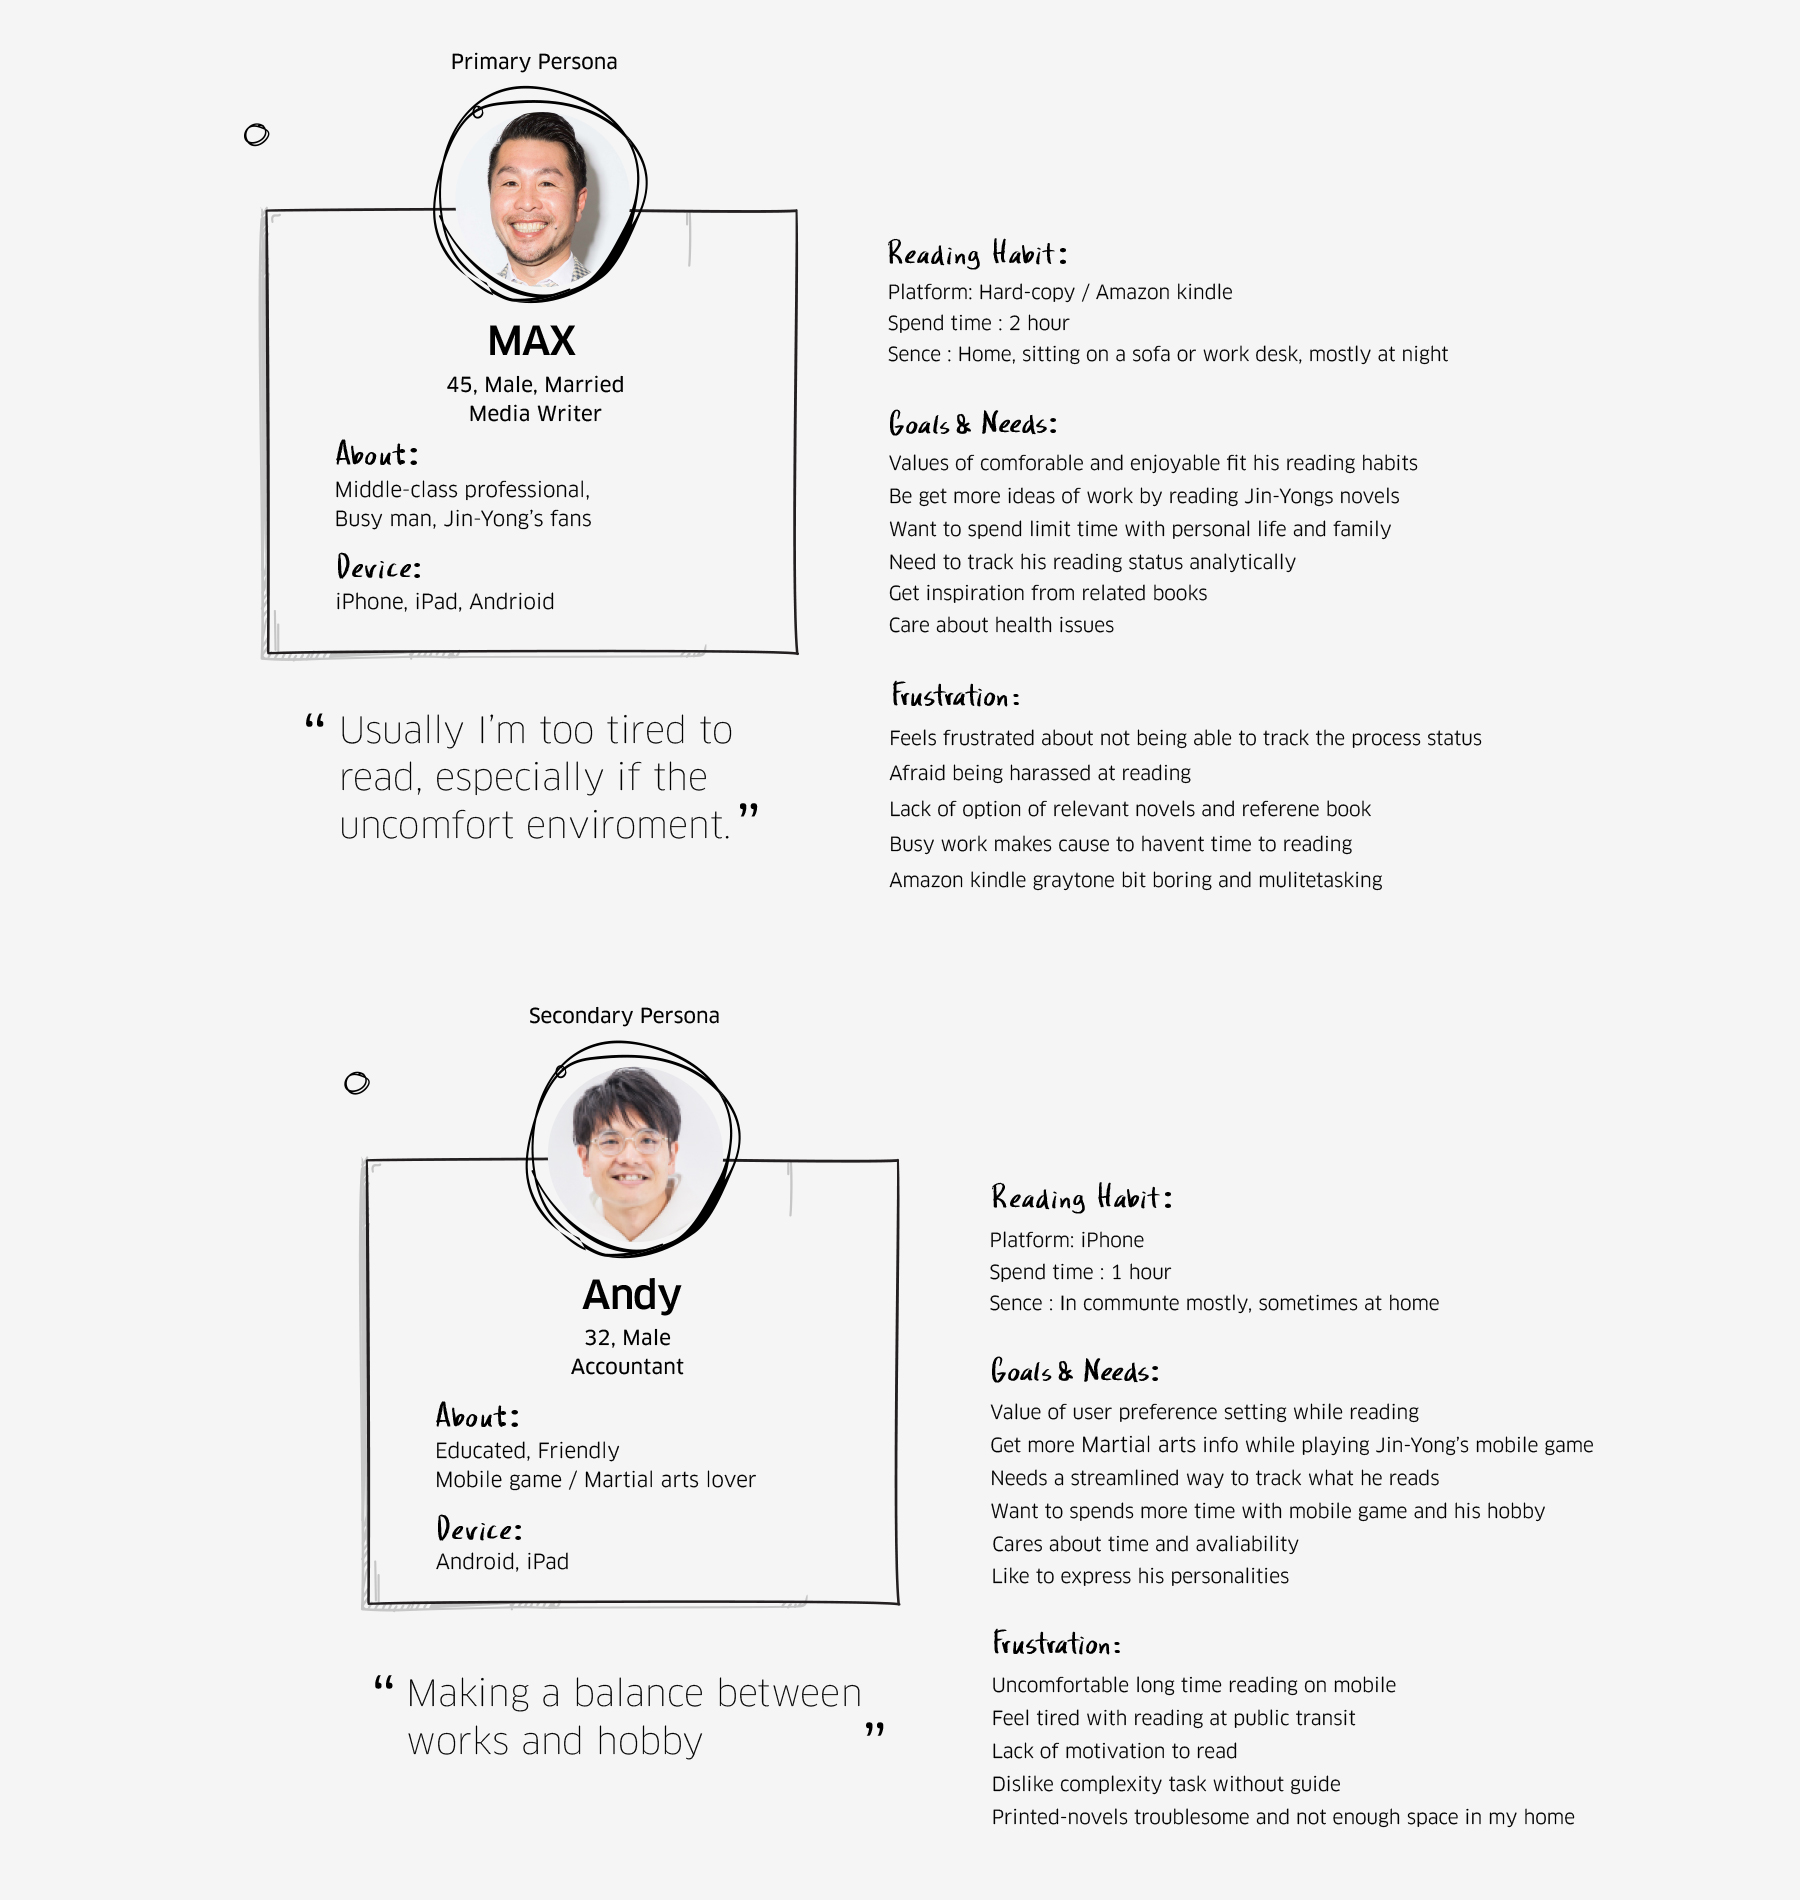 Primary Persona
MAX
45, Male, Married
Media Writer
About:
Middle-class professional,
Busy man, Jin-Yong’s fans
Device:
iPhone, iPad, Andrioid
“ Usually I’m too tired to
read, especially if the
uncomfort enviroment. ”
Reading Habit:
Platform: Hard-copy / Amazon kindle
Spend time : 2 hour
Sence : Home, sitting on a sofa or work desk, mostly at night
Goals & Needs:
Values of comforable and enjoyable fit his reading habits
Be get more ideas of work by reading Jin-Yongs novels
Want to spend limit time with personal life and family
Need to track his reading status analytically
Get inspiration from related books
Care about health issues
Frustration:
Feels frustrated about not being able to track the process status
Afraid being harassed at reading
Lack of option of relevant novels and referene book
Busy work makes cause to havent time to reading
Amazon kindle graytone bit boring and mulitetasking
Secondary Persona
Andy
32, Male
Accountant
About:
Educated, Friendly
Mobile game / Martial arts lover
Device:
Android, iPad
“ Making a balance between
works and hobby ”
Reading Habit:
Platform: iPhone
Spend time : 1 hour
Sence : In communte mostly, sometimes at home
Goals & Needs:
Value of user preference setting while reading
Get more Martial arts info while playing Jin-Yong’s mobile game
Needs a streamlined way to track what he reads
Want to spends more time with mobile game and his hobby
Cares about time and avaliability
Like to express his personalities
Frustration:
Uncomfortable long time reading on mobile
Feel tired with reading at public transit
Lack of motivation to read
Dislike complexity task without guide
Printed-novels troublesome and not enough space in my home